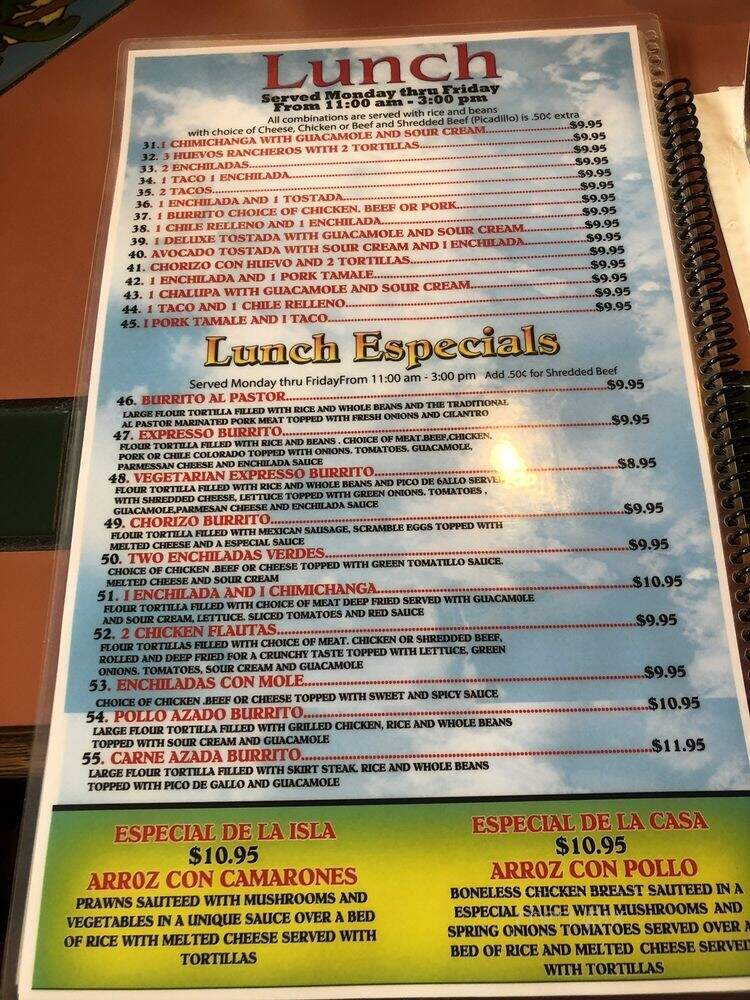 Lunch
Served Monday thru Friday
From 11:00 am - 3:00 pm
All combinations are served with rice and beans
with choice of Cheese, Chicken or Beef and Shredded Beef (Picadillo) is .50¢ extra
31.1 CHIMICHANGA WITH GUACAMOLE AND SOUR CREAM $9.95
32. 3 HUEVOS RANCHEROS WITH 2 TORTILLAS $9.95
33. 2 ENCHILADAS $9.95
34. 1 TACO 1 ENCHILADA $9.95
35. 2 TACOS $9.95
36. 1 ENCHILADA AND 1 TOSTADA $9.95
37. 1 BURRITO CHOICE OF CHICKEN. BEEF OR PORK $9.95
38. 1 CHILE RELLENO AND 1 ENCHILADA $9.95
39. 1 DELUXE TOSTADA WITH GUACAMOLE AND SOUR CREAM $9.95
40. AVOCADO TOSTADA WITH SOUR CREAM AND 1 ENCHILADA $9.95
41. CHORIZO CON HUEVO AND 2 TORTILLAS $9.95
42. 1 ENCHILADA AND 1 PORK TAMALE $9.95
43. 1 CHALUPA WITH GUACAMOLE AND SOUR CREAM $9.95
44. 1 TACO AND 1 CHILE RELLENO $9.95
45. 1 PORK TAMALE AND 1 TACO $9.95
Lunch Especials
Served Monday thru FridayFrom 11:00 am - 3:00 pm Add .50¢ for Shredded Beef
46. BURRITO AL PASTOR $9.95
LARGE FLOUR TORTILLA FILLED WITH RICE AND WHOLE BEANS AND THE TRADITIONAL
AL PASTOR MARINATED PORK MEAT TOPPED WITH FRESH ONIONS AND CILANTRO
47. EXPRESSO BURRITO $9.95
FLOUR TORTILLA FILLED WITH RICE AND BEANS . CHOICE OF MEAT.BEEF,CHICKEN,
PORK OR CHILE COLORADO TOPPED WITH ONIONS. TOMATOES. GUACAMOLE,
PARMESSAN CHEESE AND ENCHILADA SAUCE
48. VEGETARIAN EXPRESSO BURRITO $8.95
FLOUR TORTILLA FILLED WITH RICE AND WHOLE BEANS AND PICO DE 6ALLO
WITH SHREDDED CHEESE, LETTUCE TOPPED WITH GREEN ONIONS. TOMATOES ,
GUACAMOLE,PARMESAN CHEESE AND ENCHILADA SAUCE
49. CHORIZO BURRITO $9.95
FLOUR TORTILLA FILLED WITH MEXICAN SAUSAGE, SCRAMBLE EGGS TOPPED WITH
MELTED CHEESE AND A ESPECIAL SAUCE
50. TWO ENCHILADAS VERDES $9.95
CHOICE OF CHICKEN .BEEF OR CHEESE TOPPED WITH GREEN TOMATILLO SAUCE.
MELTED CHEESE AND SOUR CREAM
51. 1 ENCHILADA AND 1 CHIMICHANGA $10.95
FLOUR TORTILLA FILLED WITH CHOICE OF MEAT DEEP FRIED SERVED WITH GUACAMOLE
AND SOUR CREAM, LETTUCE. SLICED TOMATOES AND RED SAUCE
52. 2 CHICKEN FLAUTAS $9.95
FLOUR TORTILLAS FILLED WITH CHOICE OF MEAT. CHICKEN OR SHREDDED BEEF,
ROLLED AND DEEP FRIED FOR A CRUNCHY TASTE TOPPED WITH LETTUCE, GREEN
ONIONS. TOMATOES, SOUR CREAM AND GUACAMOLE
53. ENCHILADAS CON MOLE $9.95
CHOICE OF CHICKEN .BEEF OR CHEESE TOPPED WITH SWEET AND SPICY SAUCE
54. POLLO AZADO BURRITO $10.95
LARGE FLOUR TORTILLA FILLED WITH GRILLED CHICKEN, RICE AND WHOLE BEANS
TOPPED WITH SOUR CREAM AND GUACAMOLE
55. CARNE AZADA BURRITO $11.95
LARGE FLOUR TORTILLA FILLED WITH SKIRT STEAK. RICE AND WHOLE BEANS
TOPPED WITH PICO DE GALLO AND GUACAMOLE
ESPECIAL DE LA ISLA
$10.95
ARR0Z CON CAMARONES
PRAWNS SAUTEED WITH MUSHROOMS AND
VEGETABLES IN A UNIQUE SAUCE OVER A BED
OF RICE WITH MELTED CHEESE SERVED WITH
TORTILLAS
ESPECIAL DE LA CASA
$10.95
ARR0Z CON POLLO
BONELESS CHICKEN BREAST SAUTEED IN A
ESPECIAL SAUCE WITH MUSHROOMS AND
SPRING ONIONS TOMATOES SERVED OVER A
BED OF RICE AND MELTED CHEESE SERVED
WITH TORTILLAS